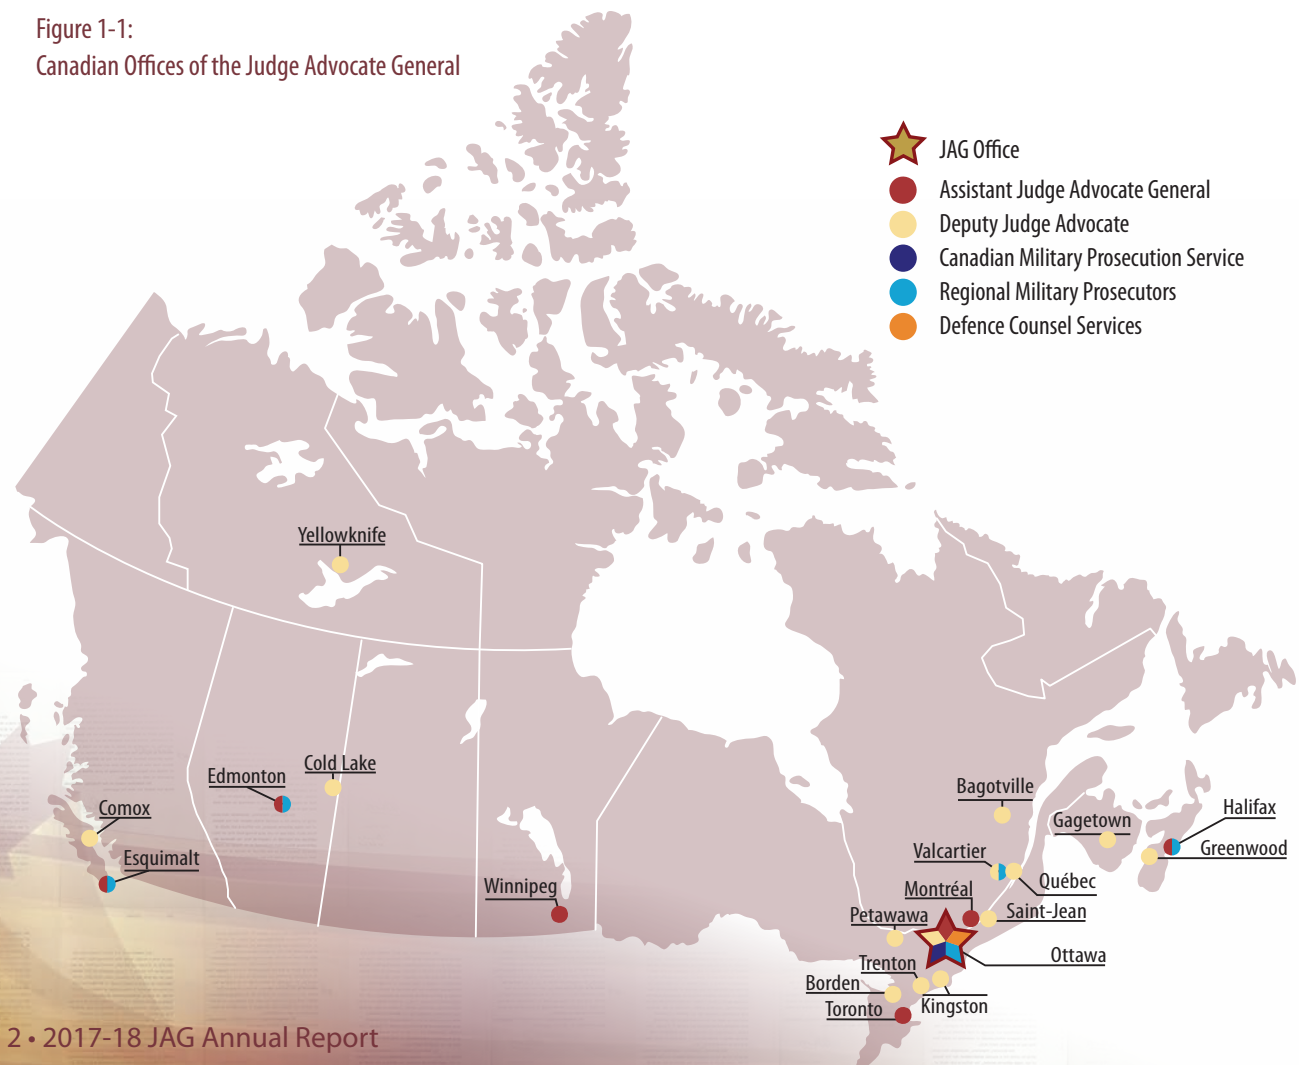 Figure 1-1:
Canadian Offices of the Judge Advocate General
JAG Office
Assistant Judge Advocate General
Deputy Judge Advocate
Canadian Military Prosecution Service
Regional Military Prosecutors
Defence Counsel Services
Yellowknife
Cold Lake
Edmonton
Comox
Esquimalt
Winnipeg
Bagotville
Gagetown
Halifax
Greenwood
Valcartier
Québec
Montréal
Saint-Jean
Petawawa
Ottawa
Trenton
Borden
Kingston
Toronto
2 • 2017-18 JAG Annual Report